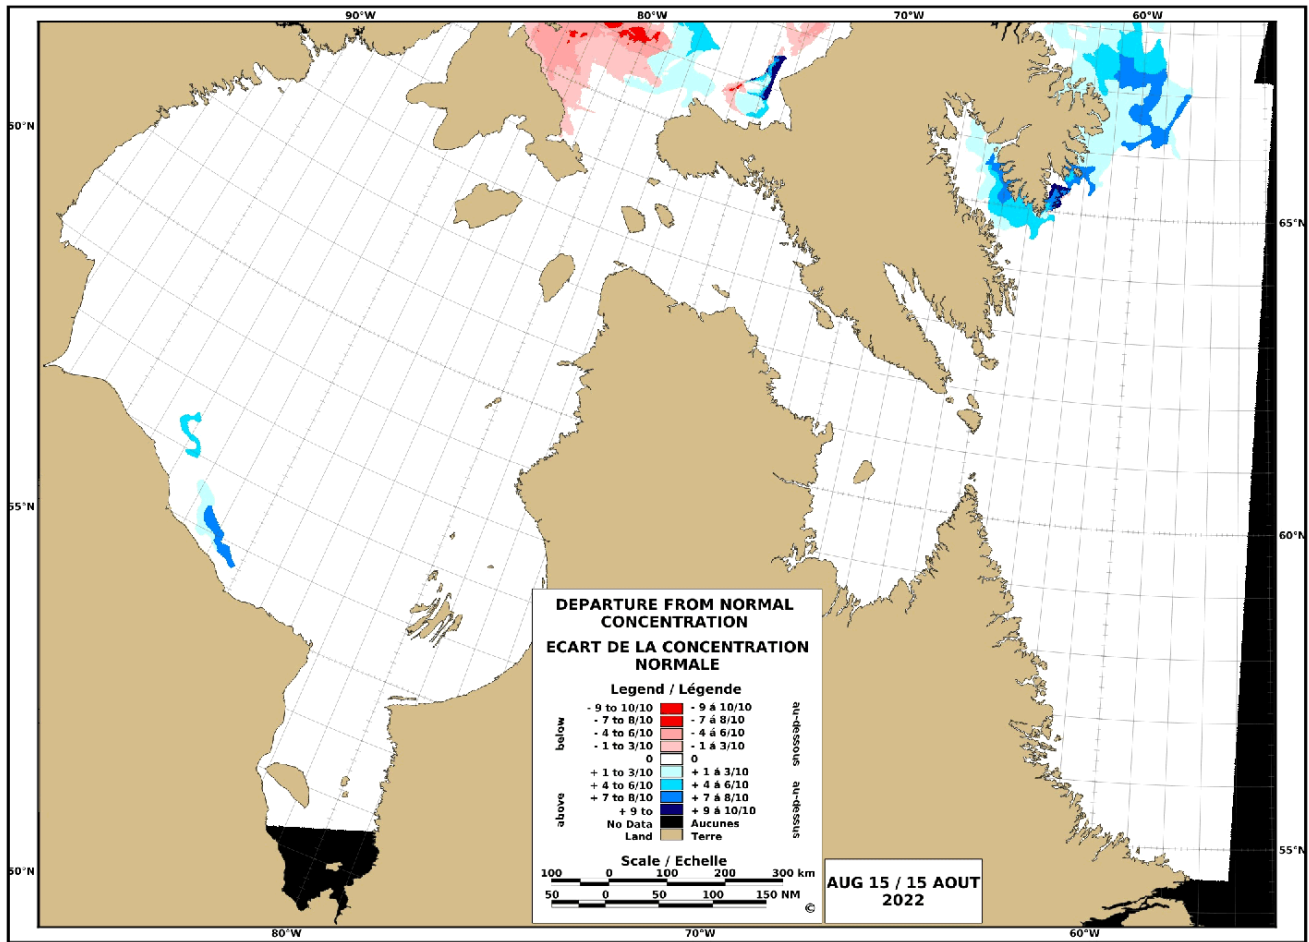 90°W 80°W 70°W 60°W
60°N
65°N
55°N
60°N
DEPARTURE FROM NORMAL
CONCENTRATION
ECART DE LA CONCENTRATION
NORMALE
Legend / Légende
below
above
- 9 to 10/10 - 9 á 10/10
- 7 to 8/10 - 7 á 8/10
- 4 to 6/10 - 4 á 6/10
- 1 to 3/10 - 1 á 3/10
0 0
+ 1 to 3/10 + 1 á 3/10
+ 4 to 6/10 + 4 á 6/10
+ 7 to 8/10 + 7 á 8/10
+ 9 to + 9 á 10/10
No Data Aucunes
Land Terre
au-dessous
au-dessus
Scale / Echelle
100 0 100 200 300 km
50 0 50 100 150 NM
©
AUG 15 / 15 AOUT
2022
55°N
50°N
80°W 70°W 60°W